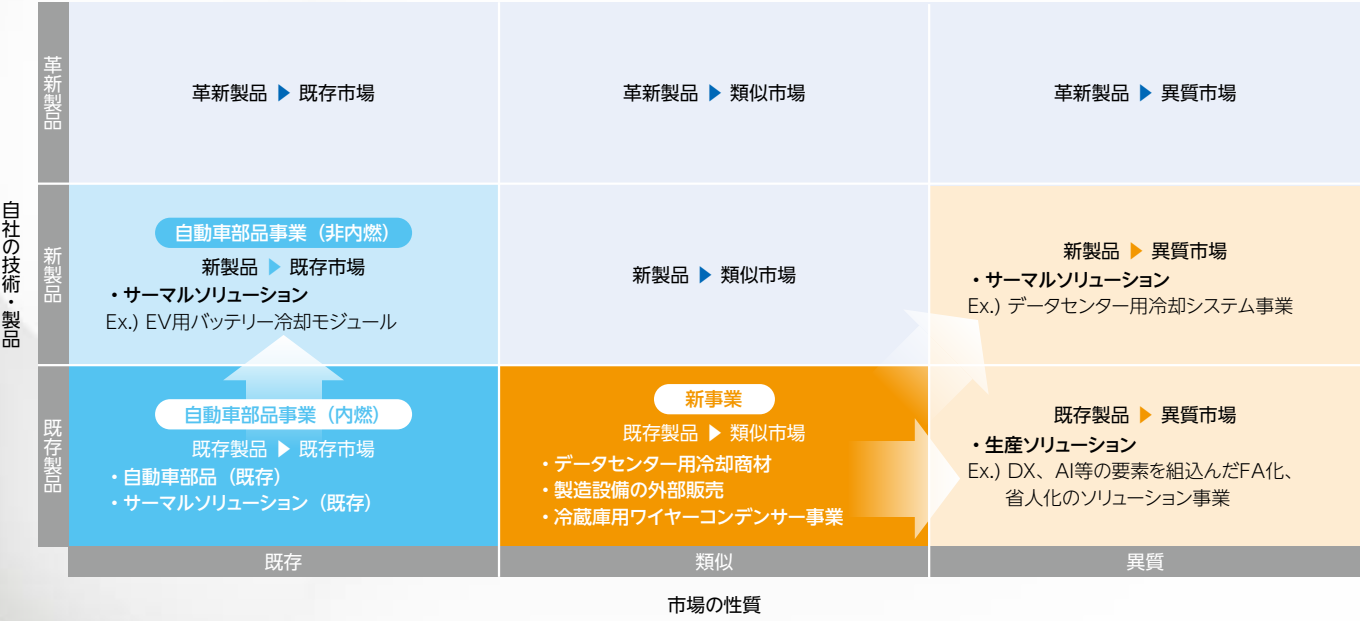 自社の技術・製品
革新製品
革新製品 ▶ 既存市場
革新製品 ▶ 類似市場
革新製品 ▶ 異質市場
新製品
自動車部品事業（非内燃）
新製品 ▶ 既存市場
・サーマルソリューション
Ex.) EV用バッテリー冷却モジュール
新製品 ▶ 類似市場
新製品 ▶ 異質市場
・サーマルソリューション
Ex.) データセンター用冷却システム事業
既存製品
自動車部品事業（内燃）
既存製品 ▶ 既存市場
・自動車部品（既存）
・サーマルソリューション（既存）
新事業
既存製品 ▶ 類似市場
・データセンター用冷却商材
・製造設備の外部販売
・冷蔵庫用ワイヤーコンデンサー事業
既存製品 ▶ 異質市場
・生産ソリューション
Ex.) DX、AI等の要素を組込んだFA化、
省人化のソリューション事業
既存
類似
異質
市場の性質